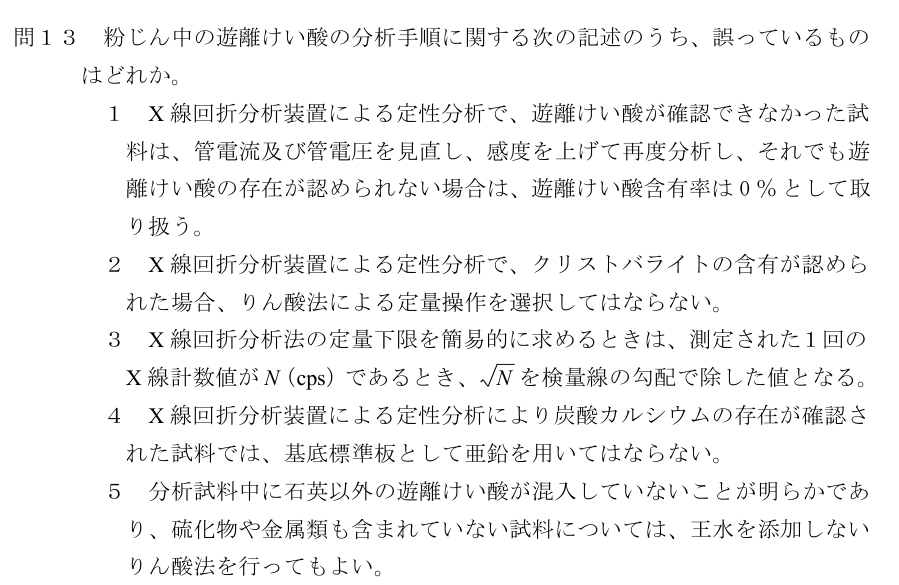 問１３　粉じん中の遊離けい酸の分析手順に関する次の記述のうち、誤っているもの
はどれか。
１　X 線回折分析装置による定性分析で、遊離けい酸が確認できなかった試
料は、管電流及び管電圧を見直し、感度を上げて再度分析し、それでも遊
離けい酸の存在が認められない場合は、遊離けい酸含有率は０％として取
り扱う。
２　X 線回折分析装置による定性分析で、クリストバライトの含有が認めら
れた場合、りん酸法による定量操作を選択してはならない。
３　X 線回折分析法の定量下限を簡易的に求めるときは、測定された１回の
X 線計数値が N（cps）であるとき、√N を検量線の勾配で除した値となる。
４　X 線回折分析装置による定性分析により炭酸カルシウムの存在が確認さ
れた試料では、基底標準板として亜鉛を用いてはならない。
５　分析試料中に石英以外の遊離けい酸が混入していないことが明らかであ
り、硫化物や金属類も含まれていない試料については、王水を添加しない
りん酸法を行ってもよい。